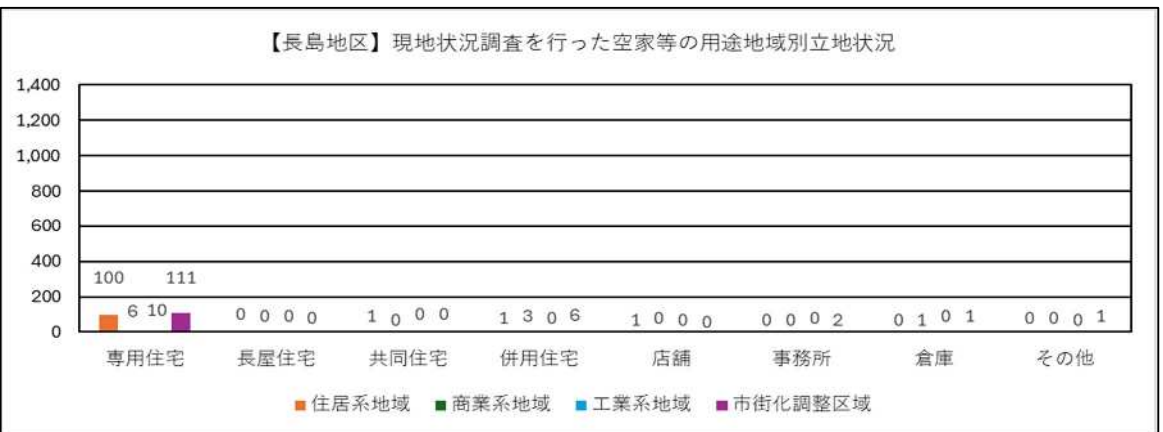 【長島地区】現地状況調査を行った空家等の用途地域別立地状況
1,400
1,200
1,000
800
600
400
200
0
100 6 10 111
0 0 0 0
1 0 0 0
1 3 0 6
1 0 0 0
0 0 0 2
0 1 0 1
0 0 0 1
専用住宅 長屋住宅 共同住宅 併用住宅 店舗 事務所 倉庫 その他
住居系地域 商業系地域 工業系地域 市街化調整区域